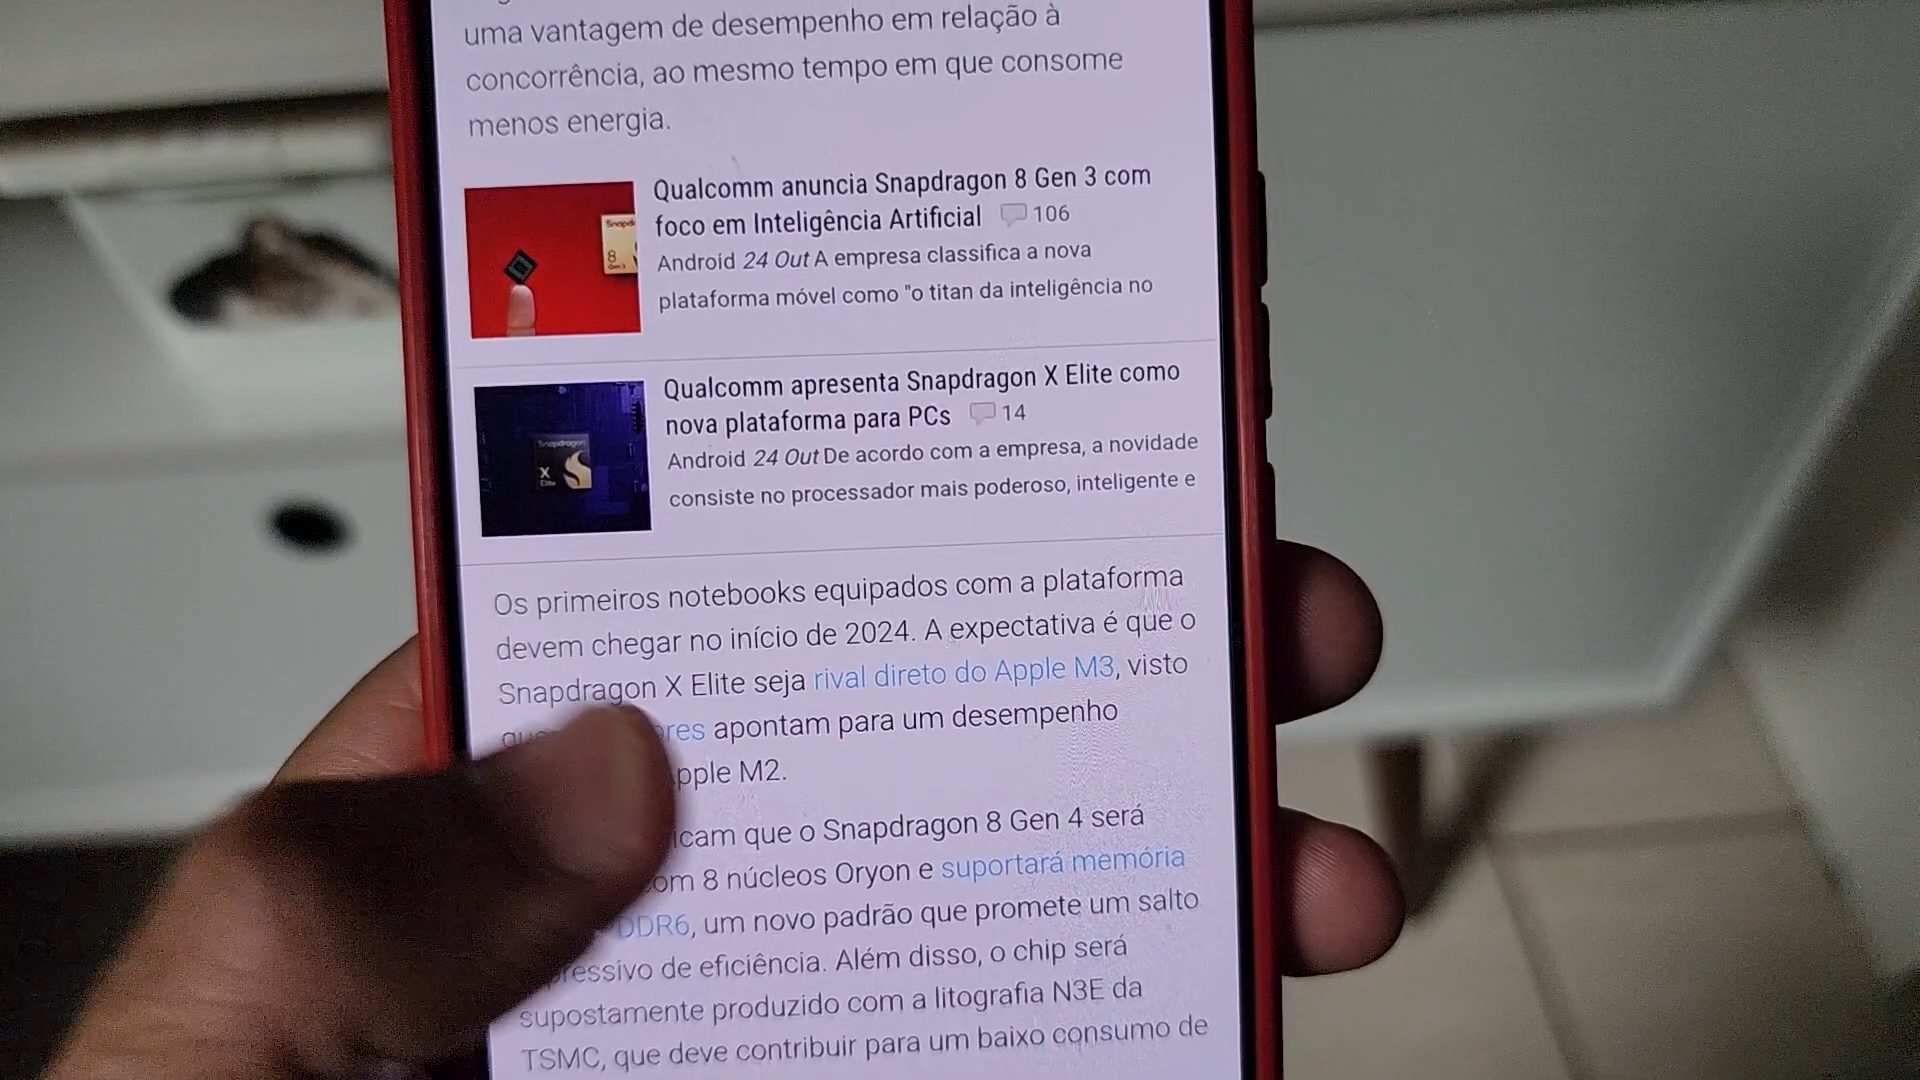 uma vantagem de desempenho em relação à
concorrência, ao mesmo tempo em que consome
menos energia.
Qualcomm anuncia Snapdragon 8 Gen 3 com
foco em Inteligência Artificial 106
Android 24 Out A empresa classifica a nova
plataforma móvel como "o titan da inteligência no
8
Qualcomm apresenta Snapdragon X Elite como
nova plataforma para PCs 14
Android 24 Out De acordo com a empresa, a novidade
consiste no processador mais poderoso, inteligente e
Snapdragon
X
Elite
Os primeiros notebooks equipados com a plataforma
devem chegar no início de 2024. A expectativa é que o
Snapdragon X Elite seja rival direto do Apple M3, visto
apontam para um desempenho
M2.
que o Snapdragon 8 Gen 4 será
8 núcleos Oryon e suportará memória
um novo padrão que promete um salto
de eficiência. Além disso, o chip será
supostamente produzido com a litografia N3E da
TSMC, que deve contribuir para um baixo consumo de